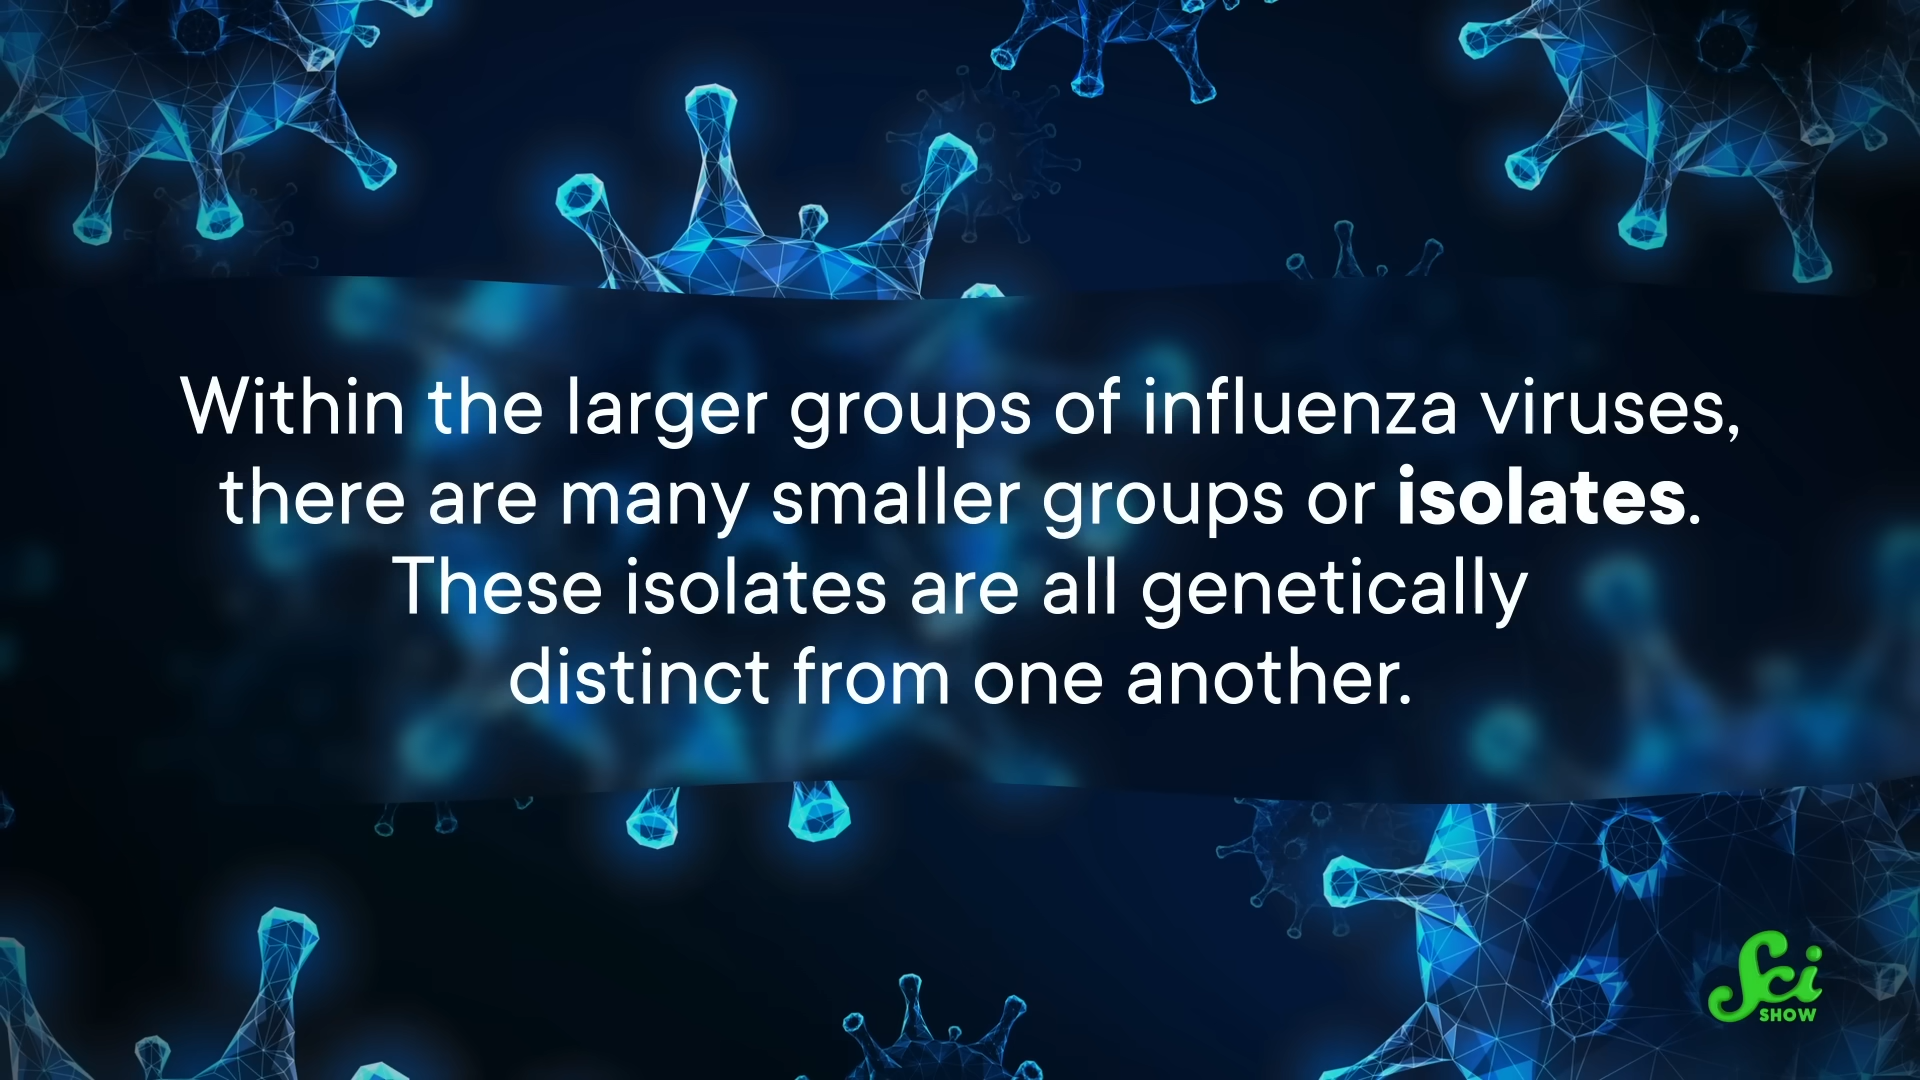 Within the larger groups of influenza viruses,
there are many smaller groups or isolates.
These isolates are all genetically
distinct from one another.
Sci
SHOW